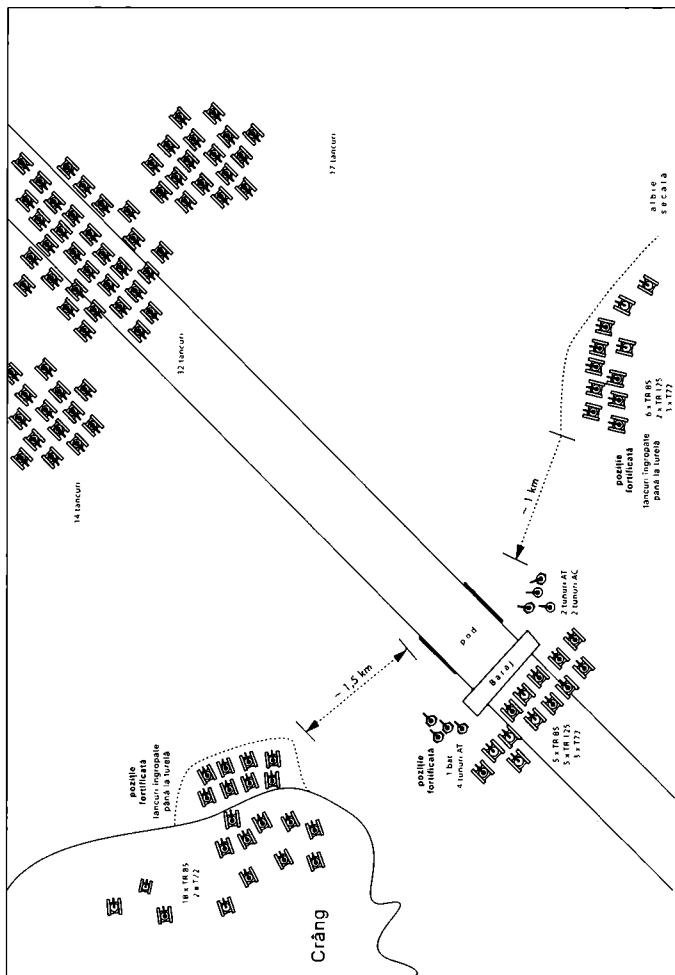 17 tancuri
32 tancuri
14 tancuri
albie
secată
poziție
fortificată
tancuri îngropate
până la turelă
6 x TR 85
2 x TR 125
3 x T72
~ 1 km
2 tunuri AT
2 tunuri AC
pod
Baraj
~ 1,5 km
poziție
fortificată
1 bat
4 tunuri AT
5 x TR 85
5 x TR 125
3 x T72
poziție
fortificată
tancuri îngropate
până la turelă
18 x TR 85
2 x T72
Crâng